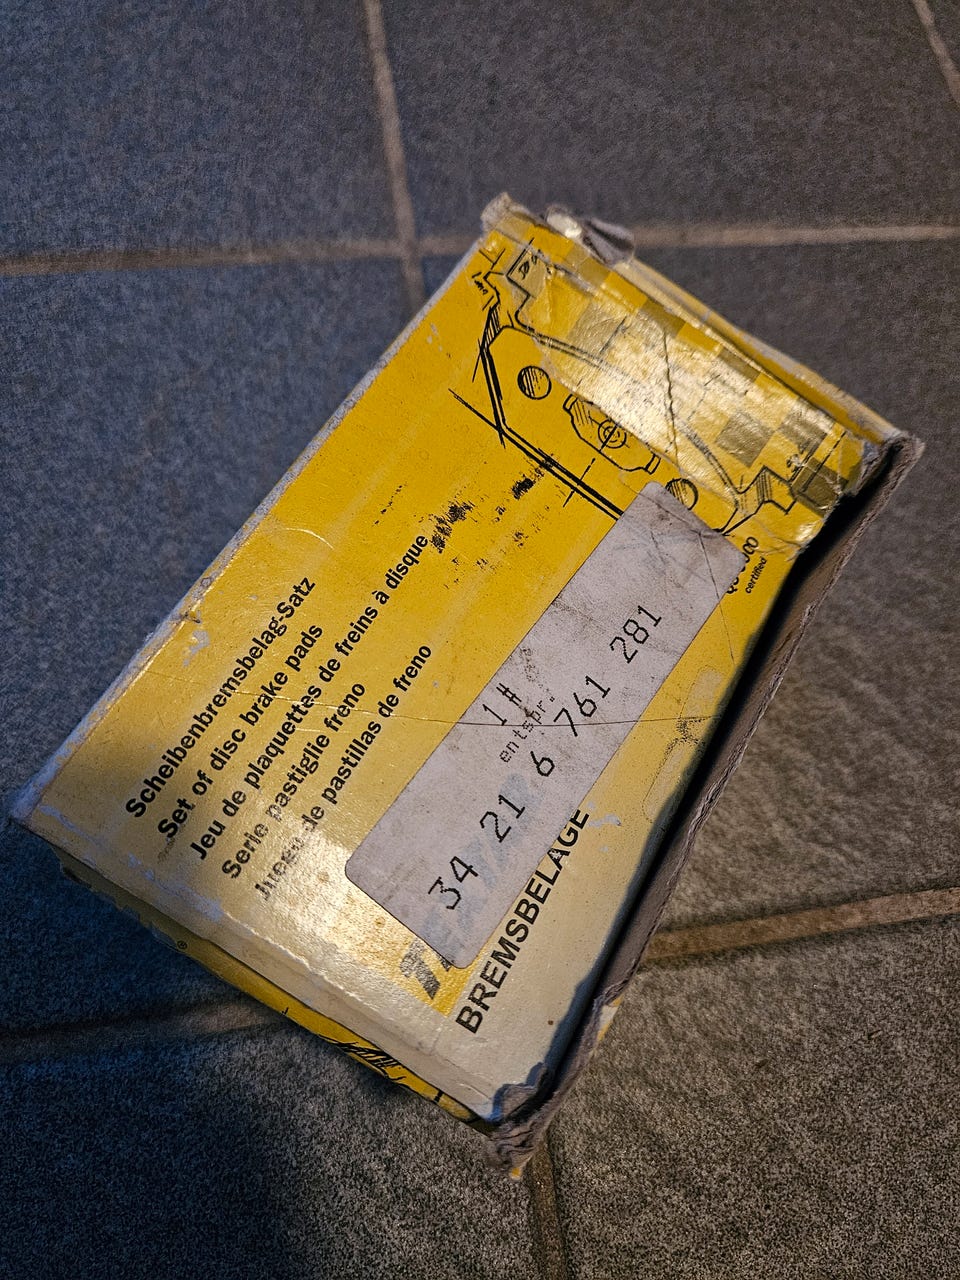 Scheibenbremsbelag-Satz
Set of disc brake pads
Jeu de plaquettes de freins à disque
Serie pastiglie freno
Juego de pastillas de freno
1#
entspr.
34 21 6 761 281
BREMSBELAGE
certified